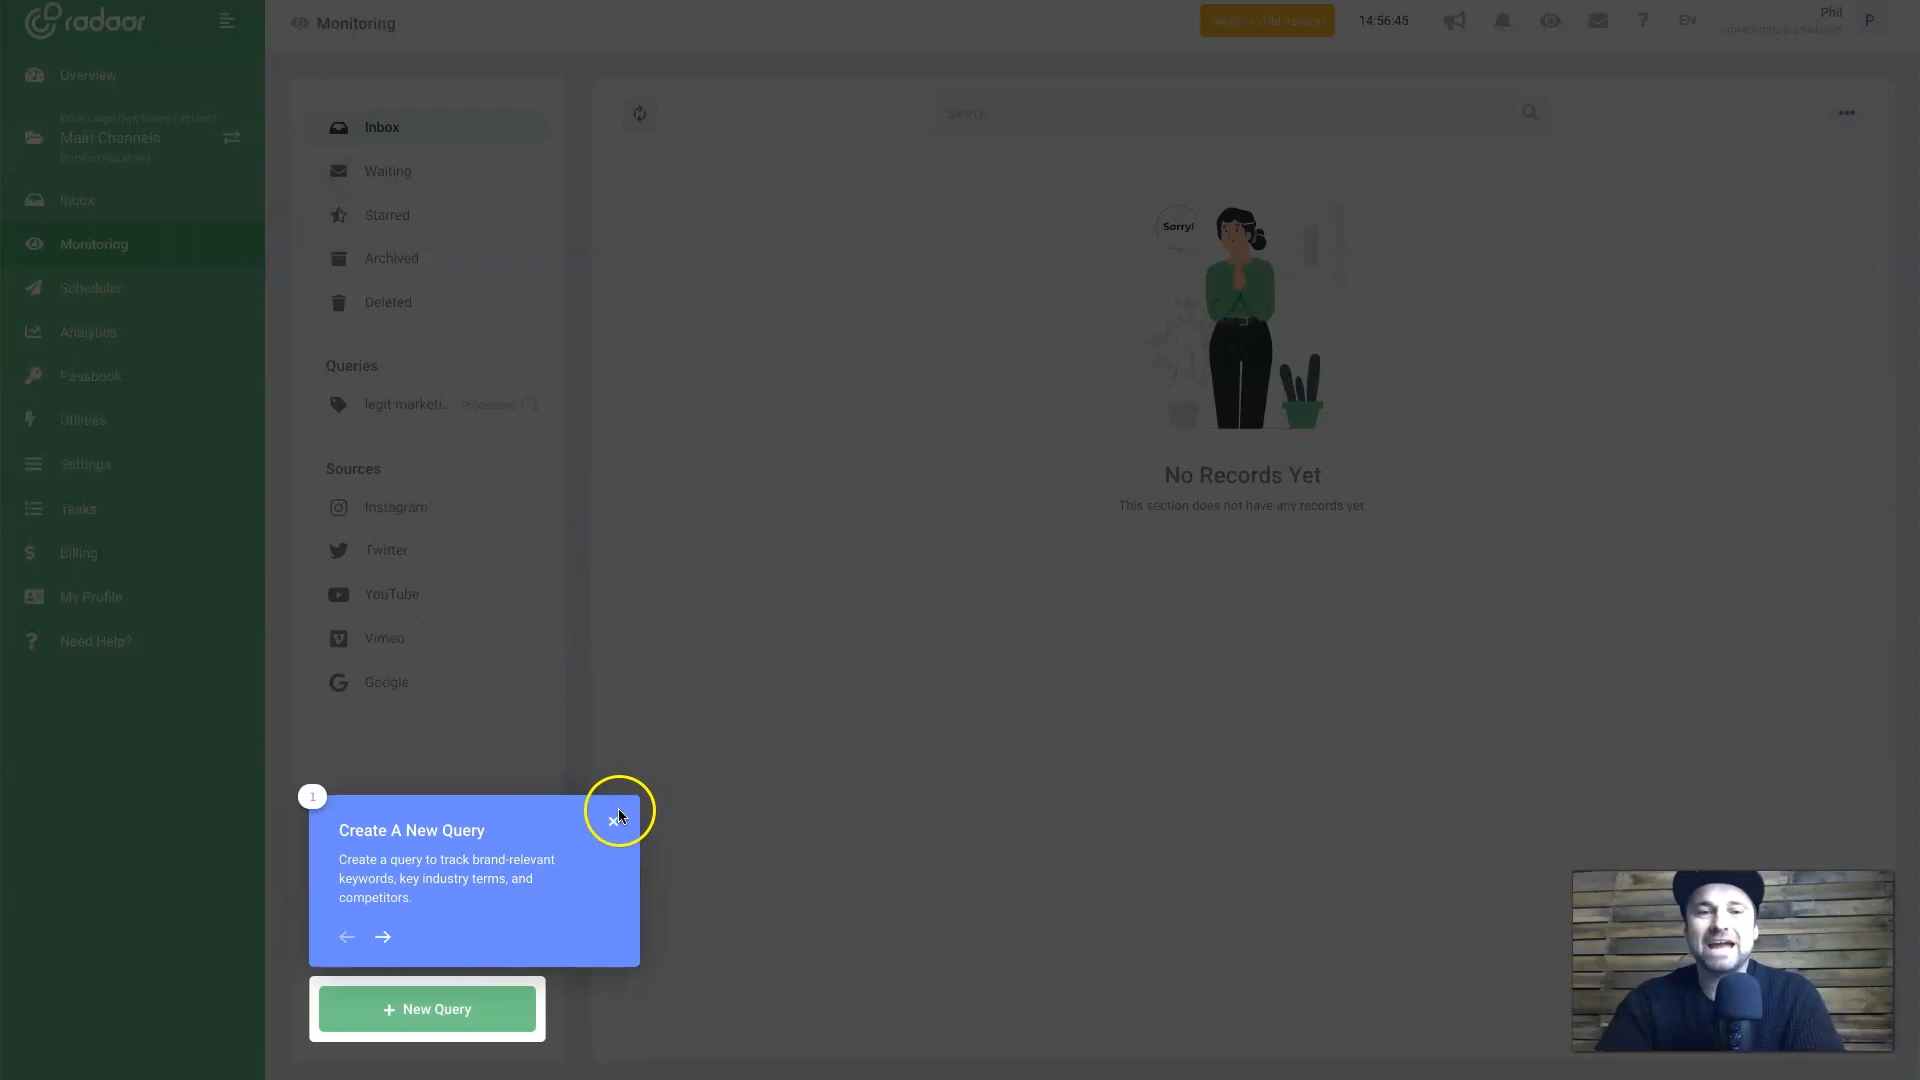 radaar
Monitoring
14:56:45
EN
Phil
P
Overview
Main Channels
Inbox
Monitoring
Scheduler
Analytics
Passbook
Utilities
Settings
Tasks
Billing
My Profile
Need Help?
Inbox
Waiting
Starred
Archived
Deleted
Queries
legit marketi... Processing
Sources
Instagram
Twitter
YouTube
Vimeo
Google
Search
Sorry!
No Records Yet
This section does not have any records yet
1
Create A New Query
Create a query to track brand-relevant
keywords, key industry terms, and
competitors.
+ New Query